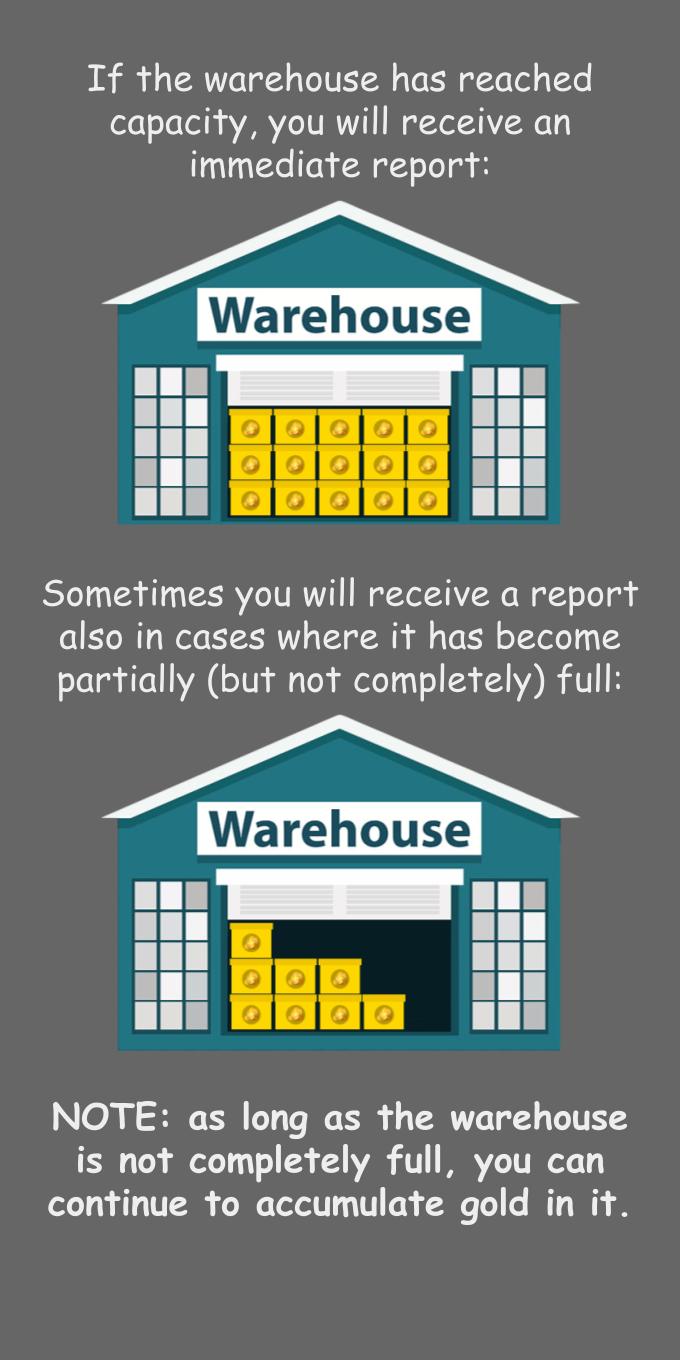 If the warehouse has reached
capacity, you will receive an
immediate report:
Warehouse
Sometimes you will receive a report
also in cases where it has become
partially (but not completely) full:
Warehouse
NOTE: as long as the warehouse
is not completely full, you can
continue to accumulate gold in it.